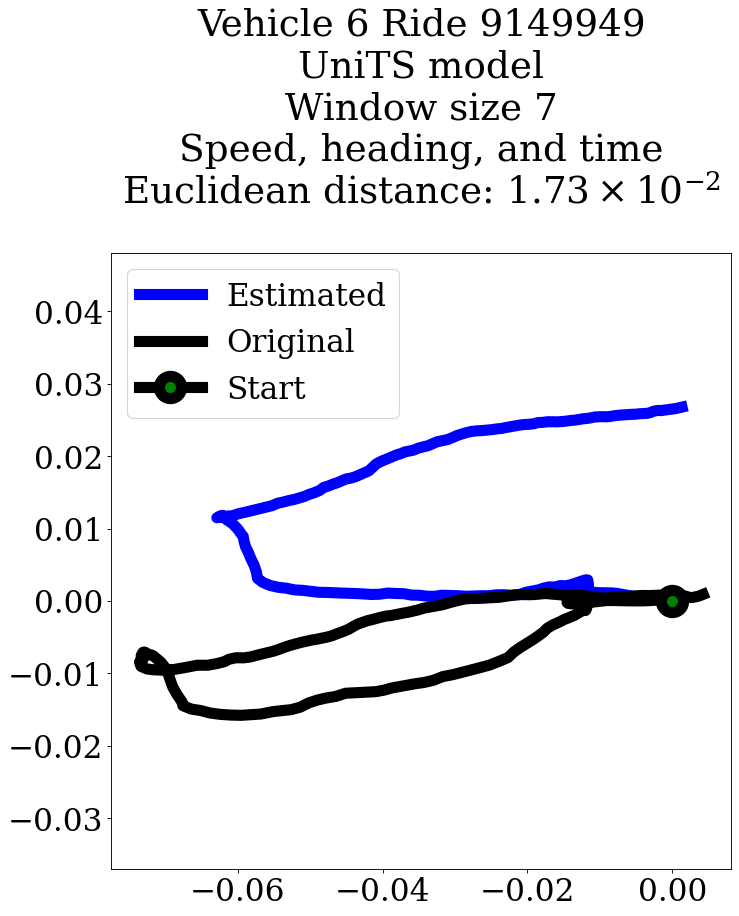 Vehicle 6 Ride 9149949
UniTS model
Window size 7
Speed, heading, and time
Euclidean distance: 1.73 × 10⁻²
Estimated
Original
Start
0.04
0.03
0.02
0.01
0.00
−0.01
−0.02
−0.03
−0.06 −0.04 −0.02 0.00